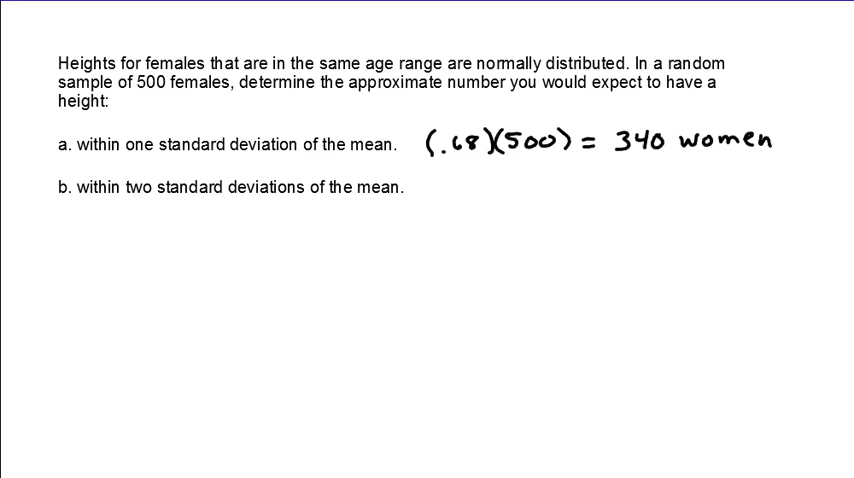 Heights for females that are in the same age range are normally distributed. In a random
sample of 500 females, determine the approximate number you would expect to have a
height:
a. within one standard deviation of the mean. (.68)(500) = 340 women
b. within two standard deviations of the mean.